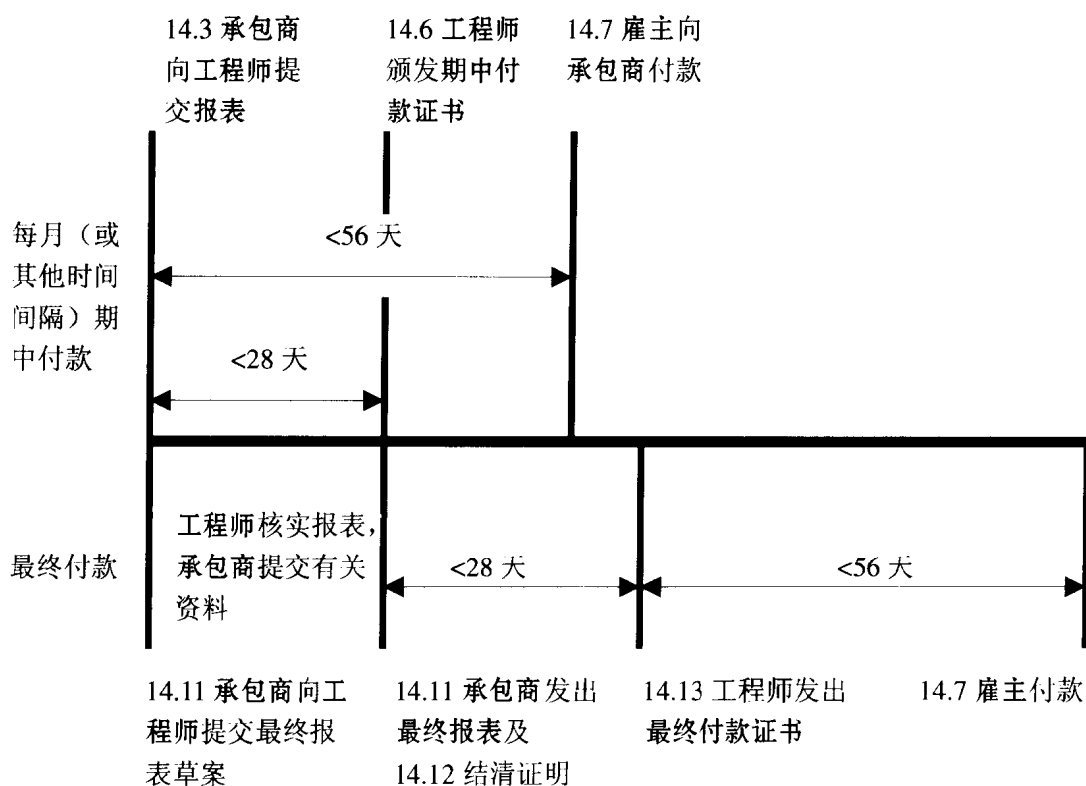 14.3 承包商
向工程师提
交报表
14.6 工程师
颁发期中付
款证书
14.7 雇主向
承包商付款
每月（或
其他时间
间隔）期
中付款
<56 天
<28 天
最终付款
工程师核实报表，
承包商提交有关
资料
<28 天
<56 天
14.11 承包商向工
程师提交最终报
表草案
14.11 承包商发出
最终报表及
14.12 结清证明
14.13 工程师发出
最终付款证书
14.7 雇主付款